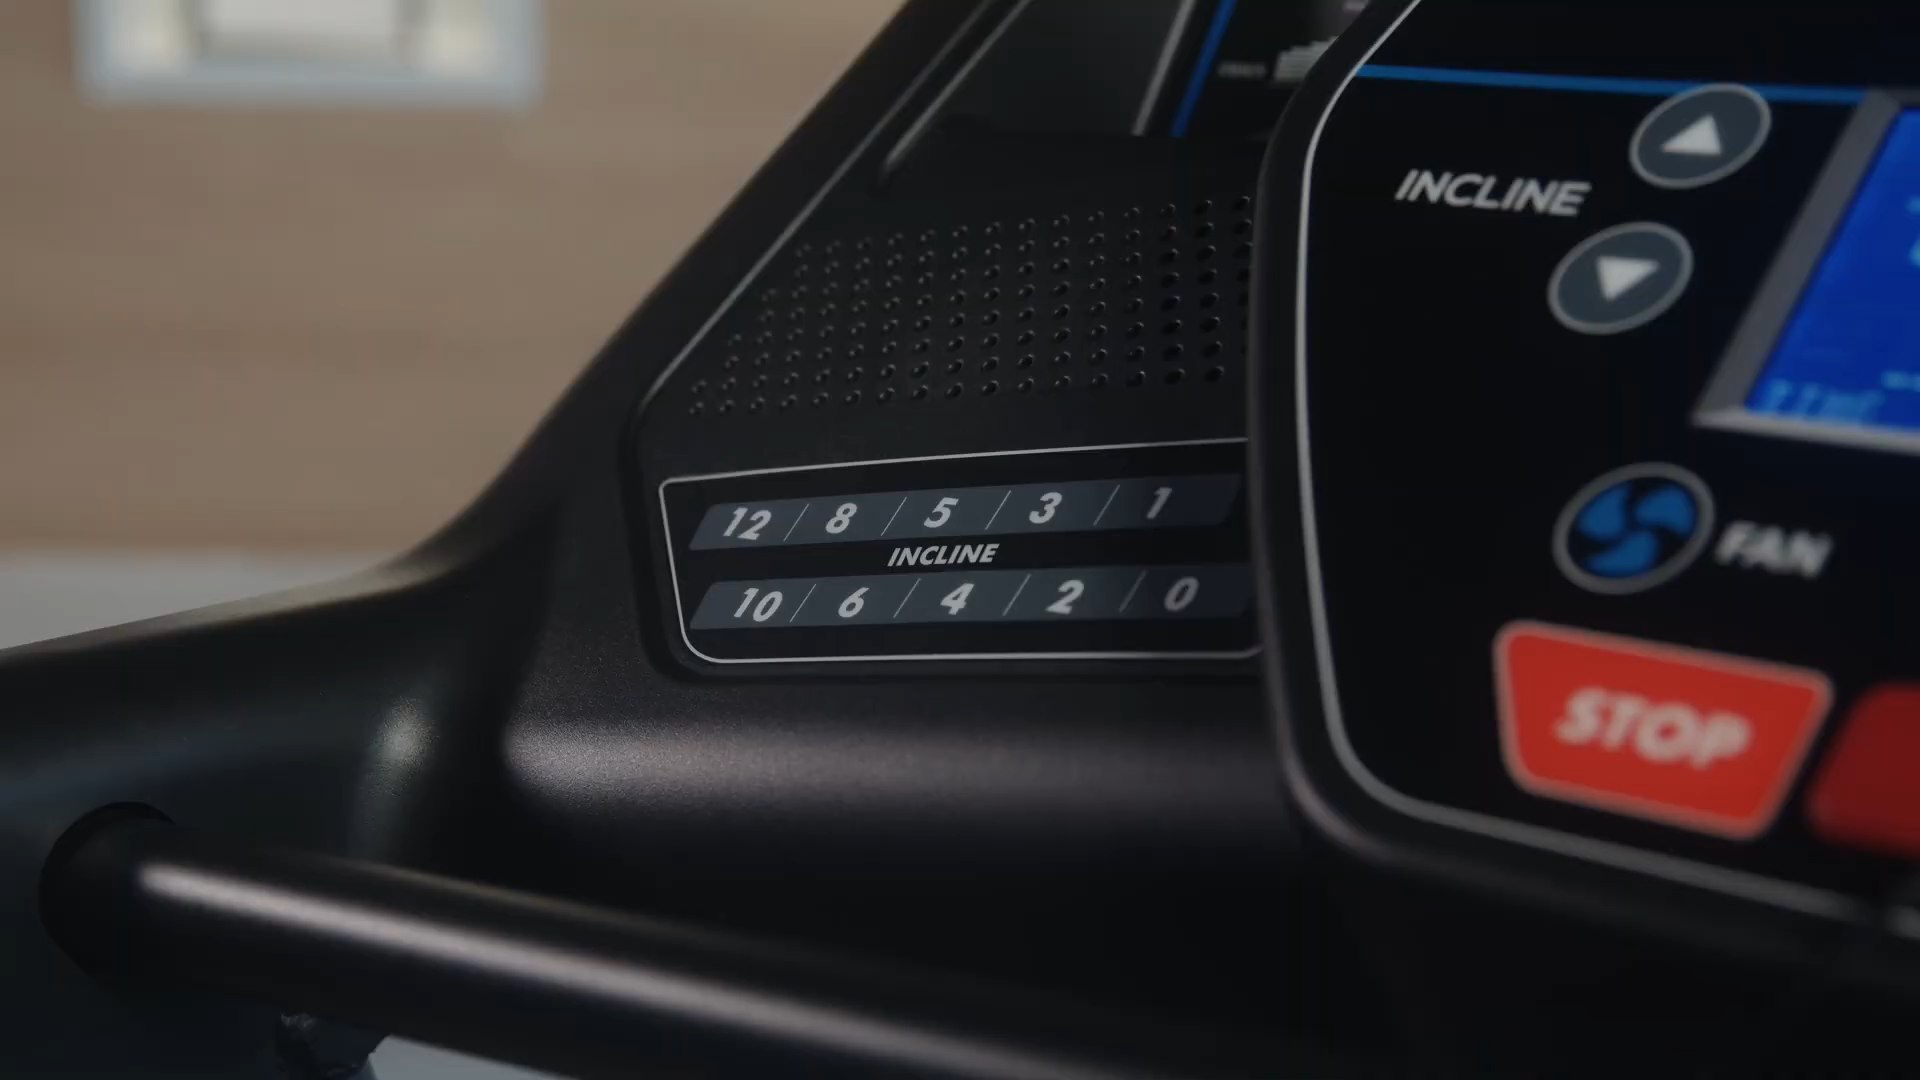 12 / 8 / 5 / 3 / 1
INCLINE
10 / 6 / 4 / 2 / 0
INCLINE
FAN
STOP